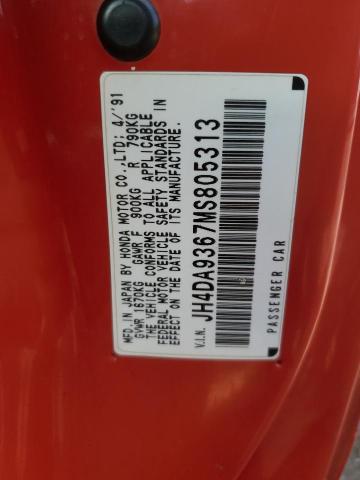 MFD. IN JAPAN BY HONDA MOTOR CO.,LTD; 4/'91
GVWR 1670KG GAWR F 900KG R 790KG
THE VEHICLE CONFORMS TO ALL APPLICABLE
FEDERAL MOTOR VEHICLE SAFETY STANDARDS IN
EFFECT ON THE DATE OF MANUFACTURE
V.I.N. JH4DA9367MS805313
PASSENGER CAR